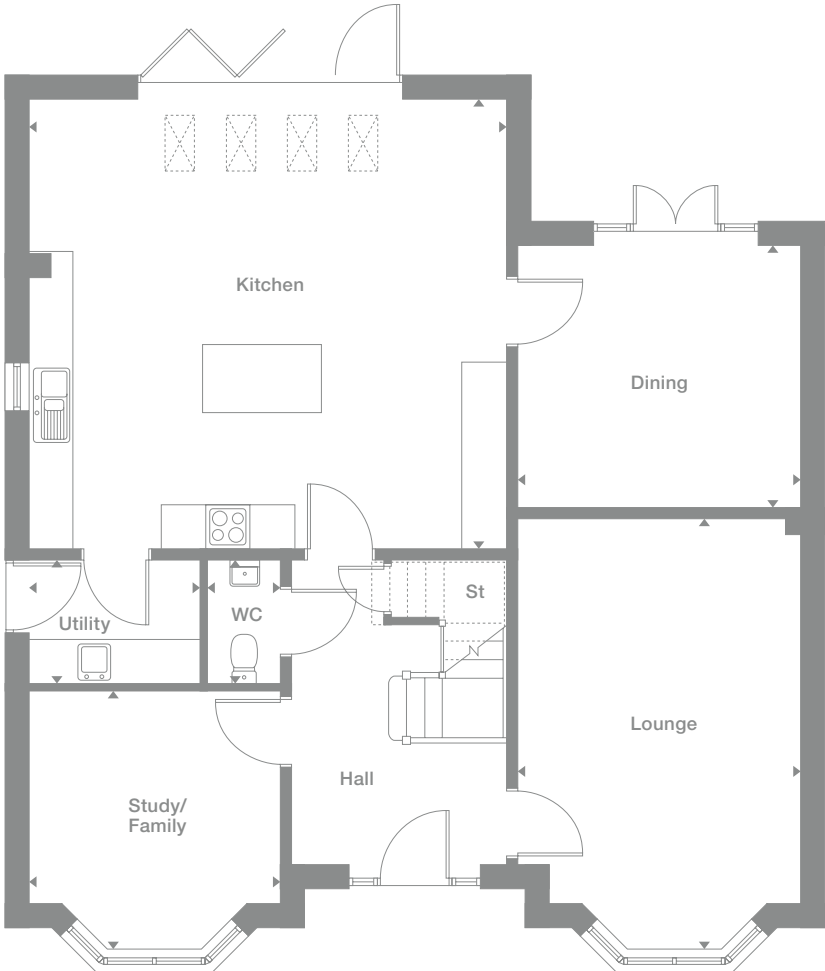 Kitchen
Dining
St
WC
Utility
Lounge
Hall
Study/
Family